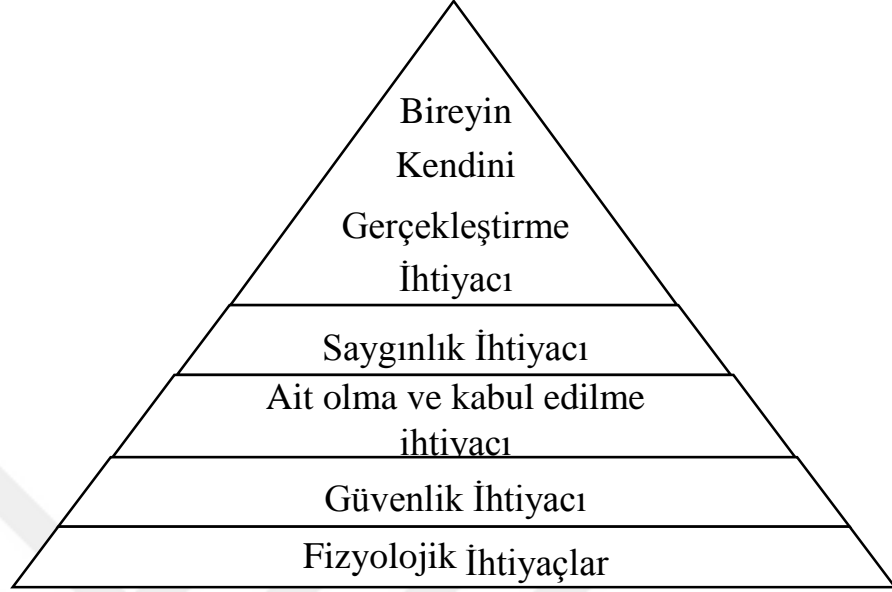 Bireyin
Kendini
Gerçekleştirme
İhtiyacı
Saygınlık İhtiyacı
Ait olma ve kabul edilme
ihtiyacı
Güvenlik İhtiyacı
Fizyolojik İhtiyaçlar